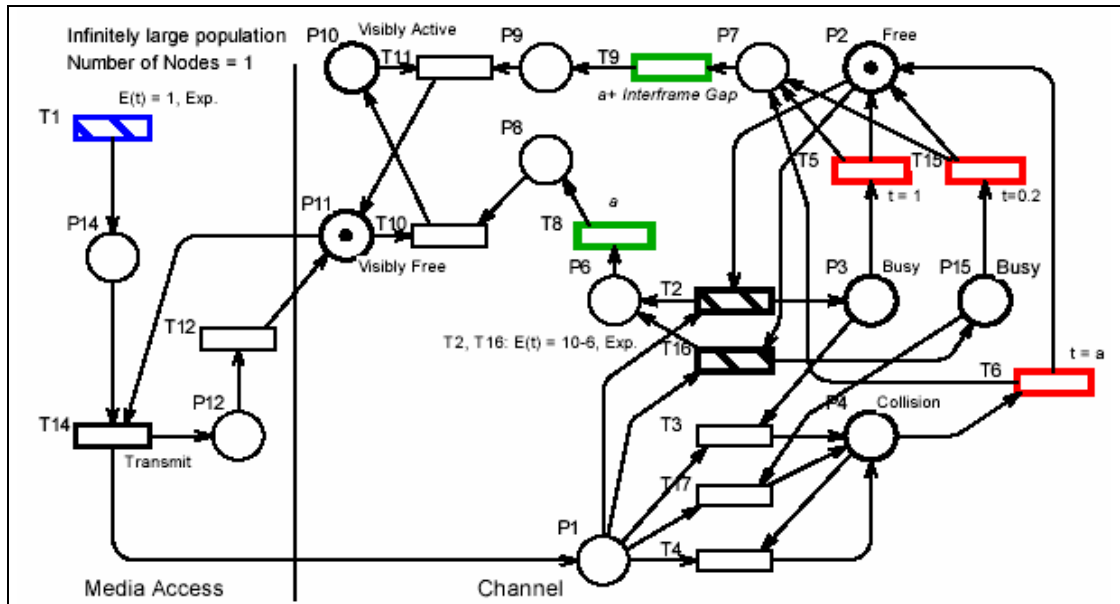 Infinitely large population
Number of Nodes = 1
E(t) = 1, Exp.
T1
P14
T12
P12
T14
Transmit
Media Access
P10
Visibly Active
T11
P9
T9
a+ Interframe Gap
P7
P2
Free
P8
P11
T10
Visibly Free
a
T8
P6
T5
t = 1
T15
t=0.2
T2
P3
Busy
P15
Busy
T2, T16: E(t) = 10-6, Exp.
T16
T6
t = a
T3
P4
Collision
T17
P1
T4
Channel